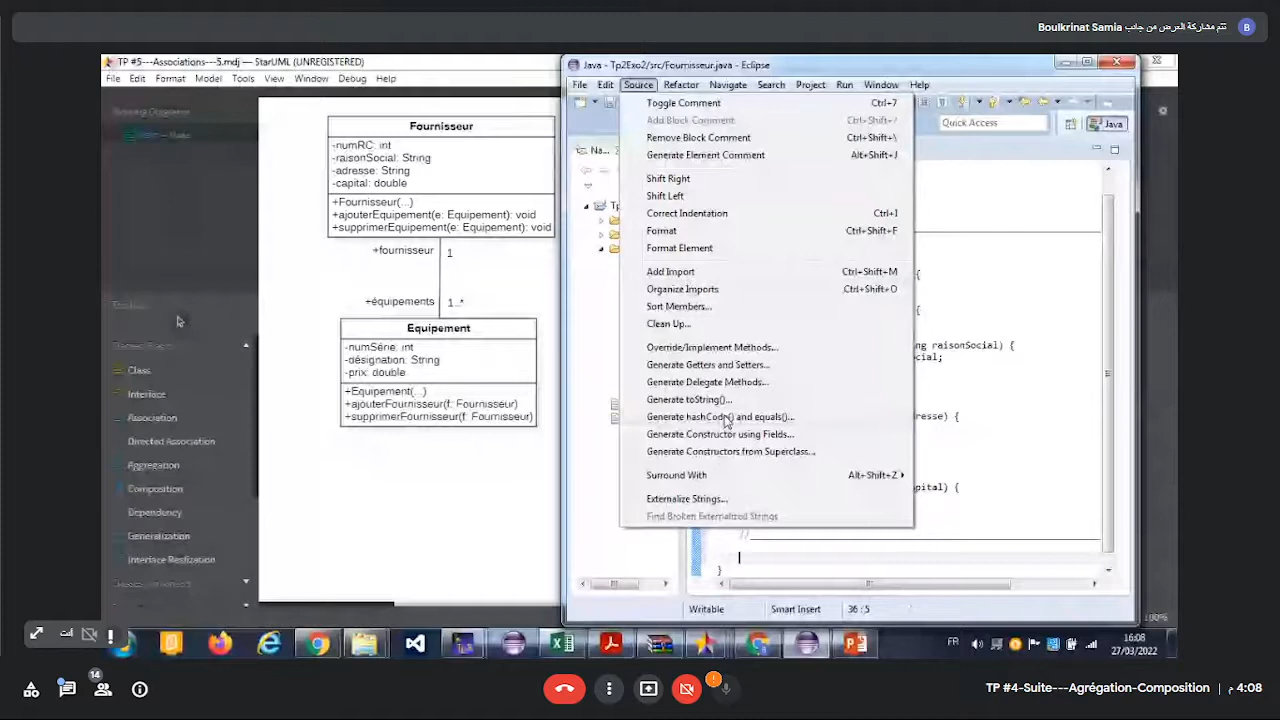 تتم مشاركة العرض من جانب Boulkrinat Samia
B
TP #5---Associations---5.mdj — StarUML (UNREGISTERED)
File Edit Format Model Tools View Window Debug Help
Fournisseur
-numRC: int
-raisonSocial: String
-adresse: String
-capital: double
+Fournisseur(...)
+ajouterEquipement(e: Equipement): void
+supprimerEquipement(e: Equipement): void
+fournisseur
1
+équipements
1..*
Equipement
-numSérie: int
-désignation: String
-prix: double
+Equipement(...)
+ajouterFournisseur(f: Fournisseur)
+supprimerFournisseur(f: Fournisseur)
Class
Interface
Association
Directed Association
Aggregation
Composition
Dependency
Generalization
Interface Realization
100%
Java - Tp2Exo2/src/Fournisseur.java - Eclipse
File Edit Source Refactor Navigate Search Project Run Window Help
Quick Access
Java
Na...
Tp
Toggle Comment Ctrl+7
Add Block Comment Ctrl+Shift+/
Remove Block Comment Ctrl+Shift+\
Generate Element Comment Alt+Shift+J
Shift Right
Shift Left
Correct Indentation Ctrl+I
Format Ctrl+Shift+F
Format Element
Add Import Ctrl+Shift+M
Organize Imports Ctrl+Shift+O
Sort Members...
Clean Up...
Override/Implement Methods...
Generate Getters and Setters...
Generate Delegate Methods...
Generate toString()...
Generate hashCode() and equals()...
Generate Constructor using Fields...
Generate Constructors from Superclass...
Surround With Alt+Shift+Z
Externalize Strings...
Find Broken Externalized Strings
{
{
ng raisonSocial) {
cial;
resse) {
pital) {
//
}
Writable Smart Insert 36 : 5
FR
16:08
27/03/2022
14
TP #4-Suite---Agrégation-Composition | 4:08 م